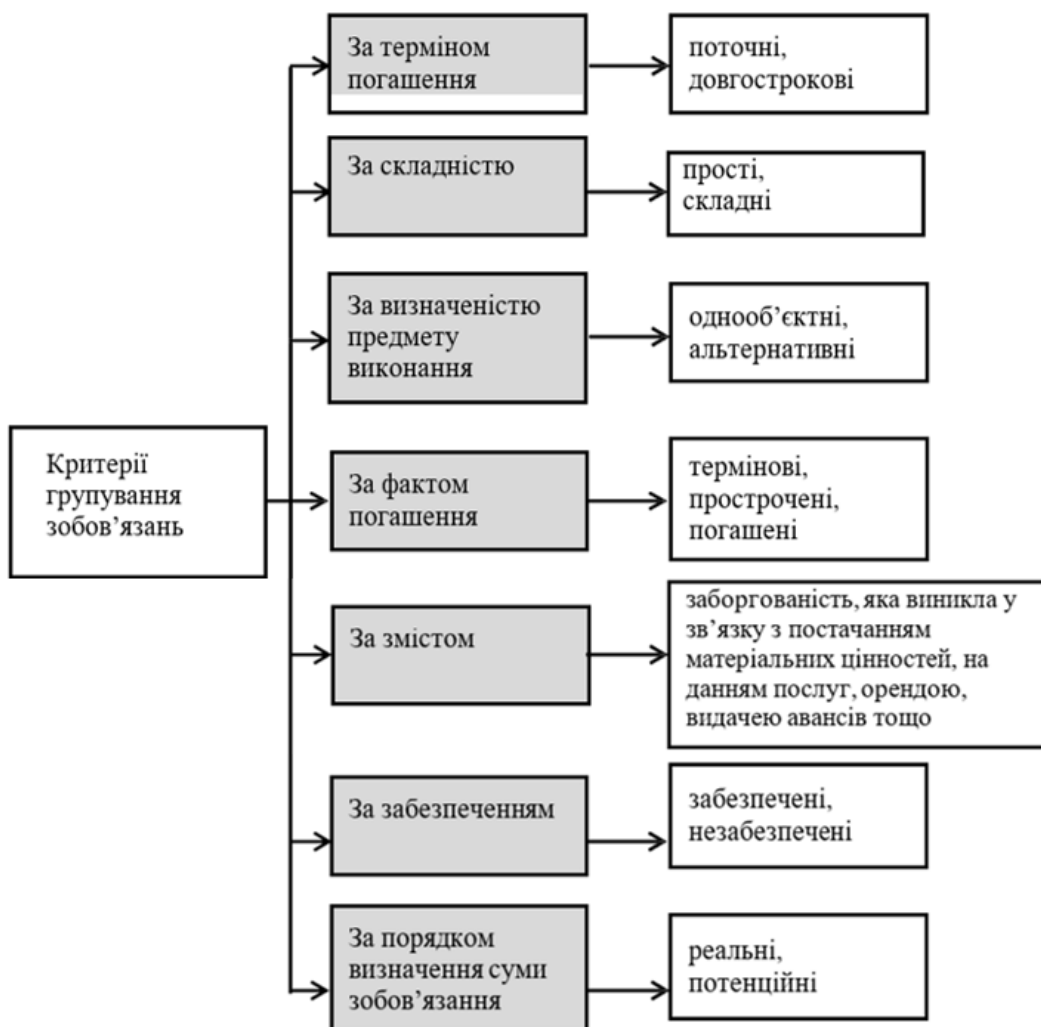 За терміном
погашення
поточні,
довгострокові
За складністю
прості,
складні
За визначеністю
предмету
виконання
однооб’єктні,
альтернативні
Критерії
групування
зобов’язань
За фактом
погашення
термінові,
прострочені,
погашені
За змістом
заборгованість, яка виникла у
зв’язку з постачанням
матеріальних цінностей, на
данням послуг, орендою,
видачею авансів тощо
За забезпеченням
забезпечені,
незабезпечені
За порядком
визначення суми
зобов’язання
реальні,
потенційні